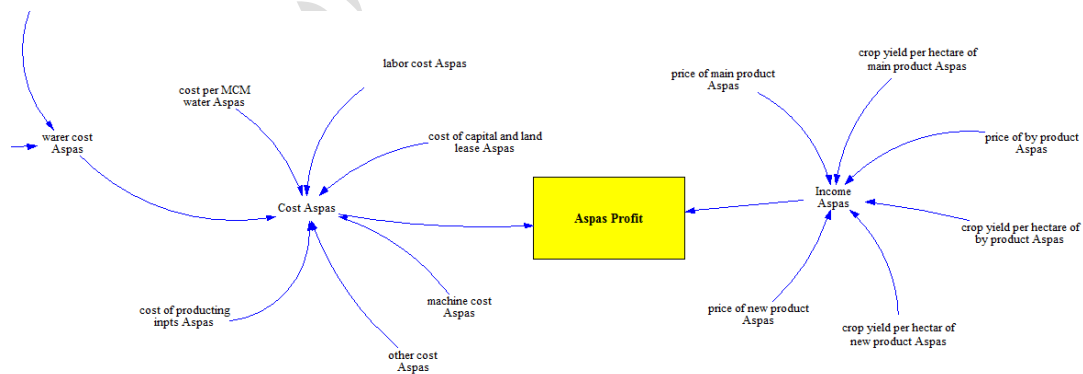 labor cost Aspas
cost per MCM
water Aspas
warer cost
Aspas
cost of capital and land
lease Aspas
Cost Aspas
cost of producting
inpts Aspas
machine cost
Aspas
other cost
Aspas
Aspas Profit
crop yield per hectare of
main product Aspas
price of main product
Aspas
price of by product
Aspas
Income
Aspas
crop yield per hectare of
by product Aspas
price of new product
Aspas
crop yield per hectar of
new product Aspas